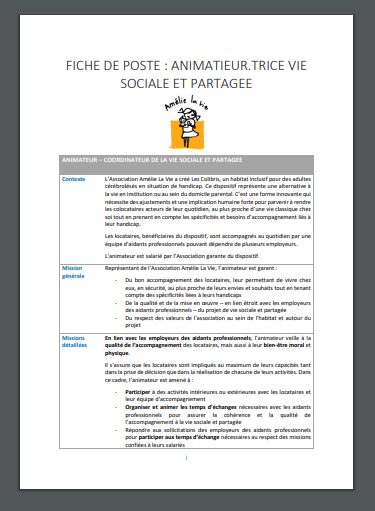 FICHE DE POSTE : ANIMATIEUR.TRICE VIE
SOCIALE ET PARTAGEE
Amélie la vie
ANIMATEUR – COORDINATEUR DE LA VIE SOCIALE ET PARTAGEE
Contexte
L'Association Amélie La Vie a créé Les Colibris, un habitat inclusif pour des adultes
cérébrolésés en situation de handicap. Ce dispositif représente une alternative à
la vie en institution ou au sein du domicile parental. C'est une forme innovante qui
nécessite des ajustements et une implication humaine forte pour parvenir à rendre
les colocataires acteurs de leur quotidien, au plus proche d'une vie classique chez
soi tout en prenant en compte les spécificités et besoins d'accompagnement liés à
leur handicap.
Les locataires, bénéficiaires du dispositif, sont accompagnés au quotidien par une
équipe d'aidants professionnels pouvant dépendre de plusieurs employeurs.
L'animateur est salarié par l'Association garante du dispositif.
Mission
générale
Représentant de l'Association Amélie La Vie, l'animateur est garant :
- Du bon accompagnement des locataires, leur permettant de vivre chez
eux, en sécurité, au plus proche de leurs envies et souhaits tout en tenant
compte des spécificités liées à leurs handicaps
- De la qualité et de la mise en œuvre – en lien étroit avec les employeurs
des aidants professionnels – du projet de vie sociale et partagée
- Du respect des valeurs de l'association au sein de l'habitat et autour du
projet
Missions
détaillées
En lien avec les employeurs des aidants professionnels, l'animateur veille à la
qualité de l'accompagnement des locataires, mais aussi à leur bien-être moral et
physique.
Il s'assure que les locataires sont impliqués au maximum de leurs capacités tant
dans la prise de décision que dans la réalisation de chacune de leurs activités. Dans
ce cadre, l'animateur est amené à :
- Participer à des activités intérieures ou extérieures avec les locataires et
leur équipe d'accompagnement
- Organiser et animer les temps d'échanges nécessaires avec les aidants
professionnels pour assurer la cohérence et la qualité de
l'accompagnement à la vie sociale et partagée
- Répondre aux sollicitations des employeurs des aidants professionnels
pour participer aux temps d'échange nécessaires au respect des missions
confiées à leurs salariés
1